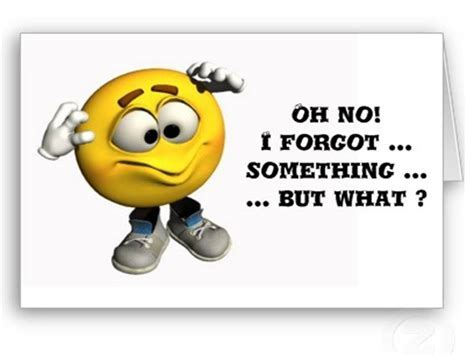 OH NO!
I FORGOT ...
SOMETHING ...
... BUT WHAT ?